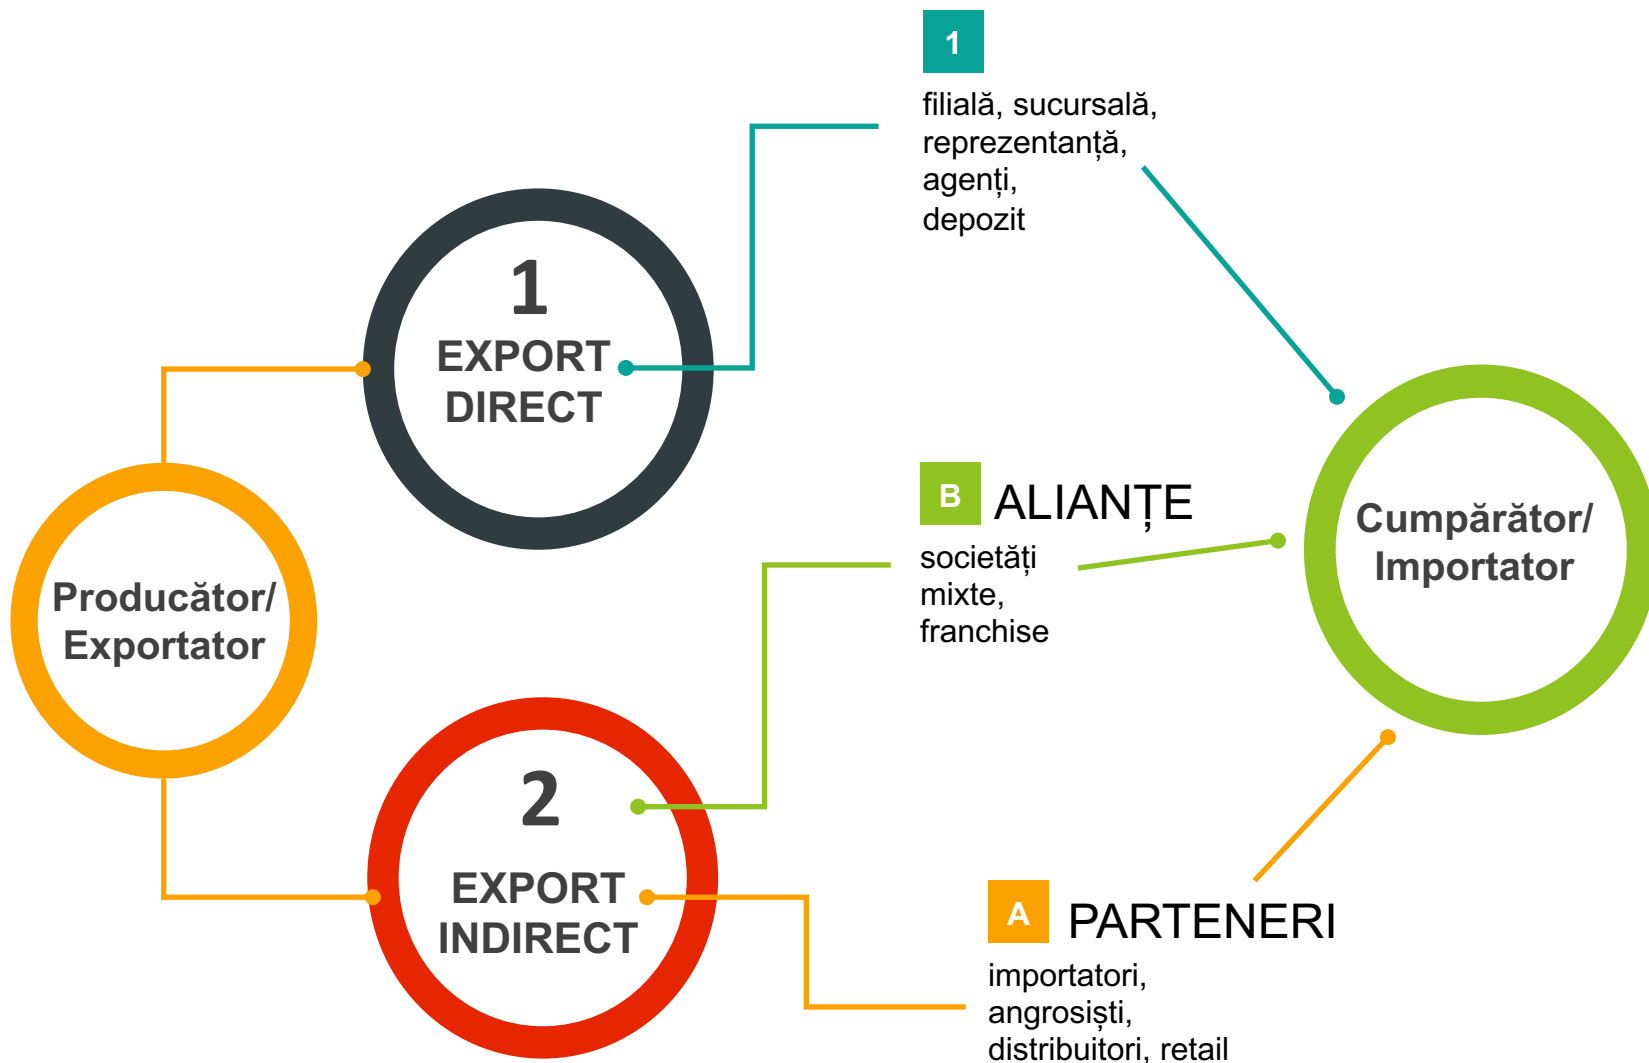 1
filială, sucursală,
reprezentanță,
agenți,
depozit
1
EXPORT
DIRECT
B ALIANȚE
societăți
mixte,
franchise
Cumpărător/
Importator
Producător/
Exportator
2
EXPORT
INDIRECT
A PARTENERI
importatori,
angrosiști,
distribuitori, retail